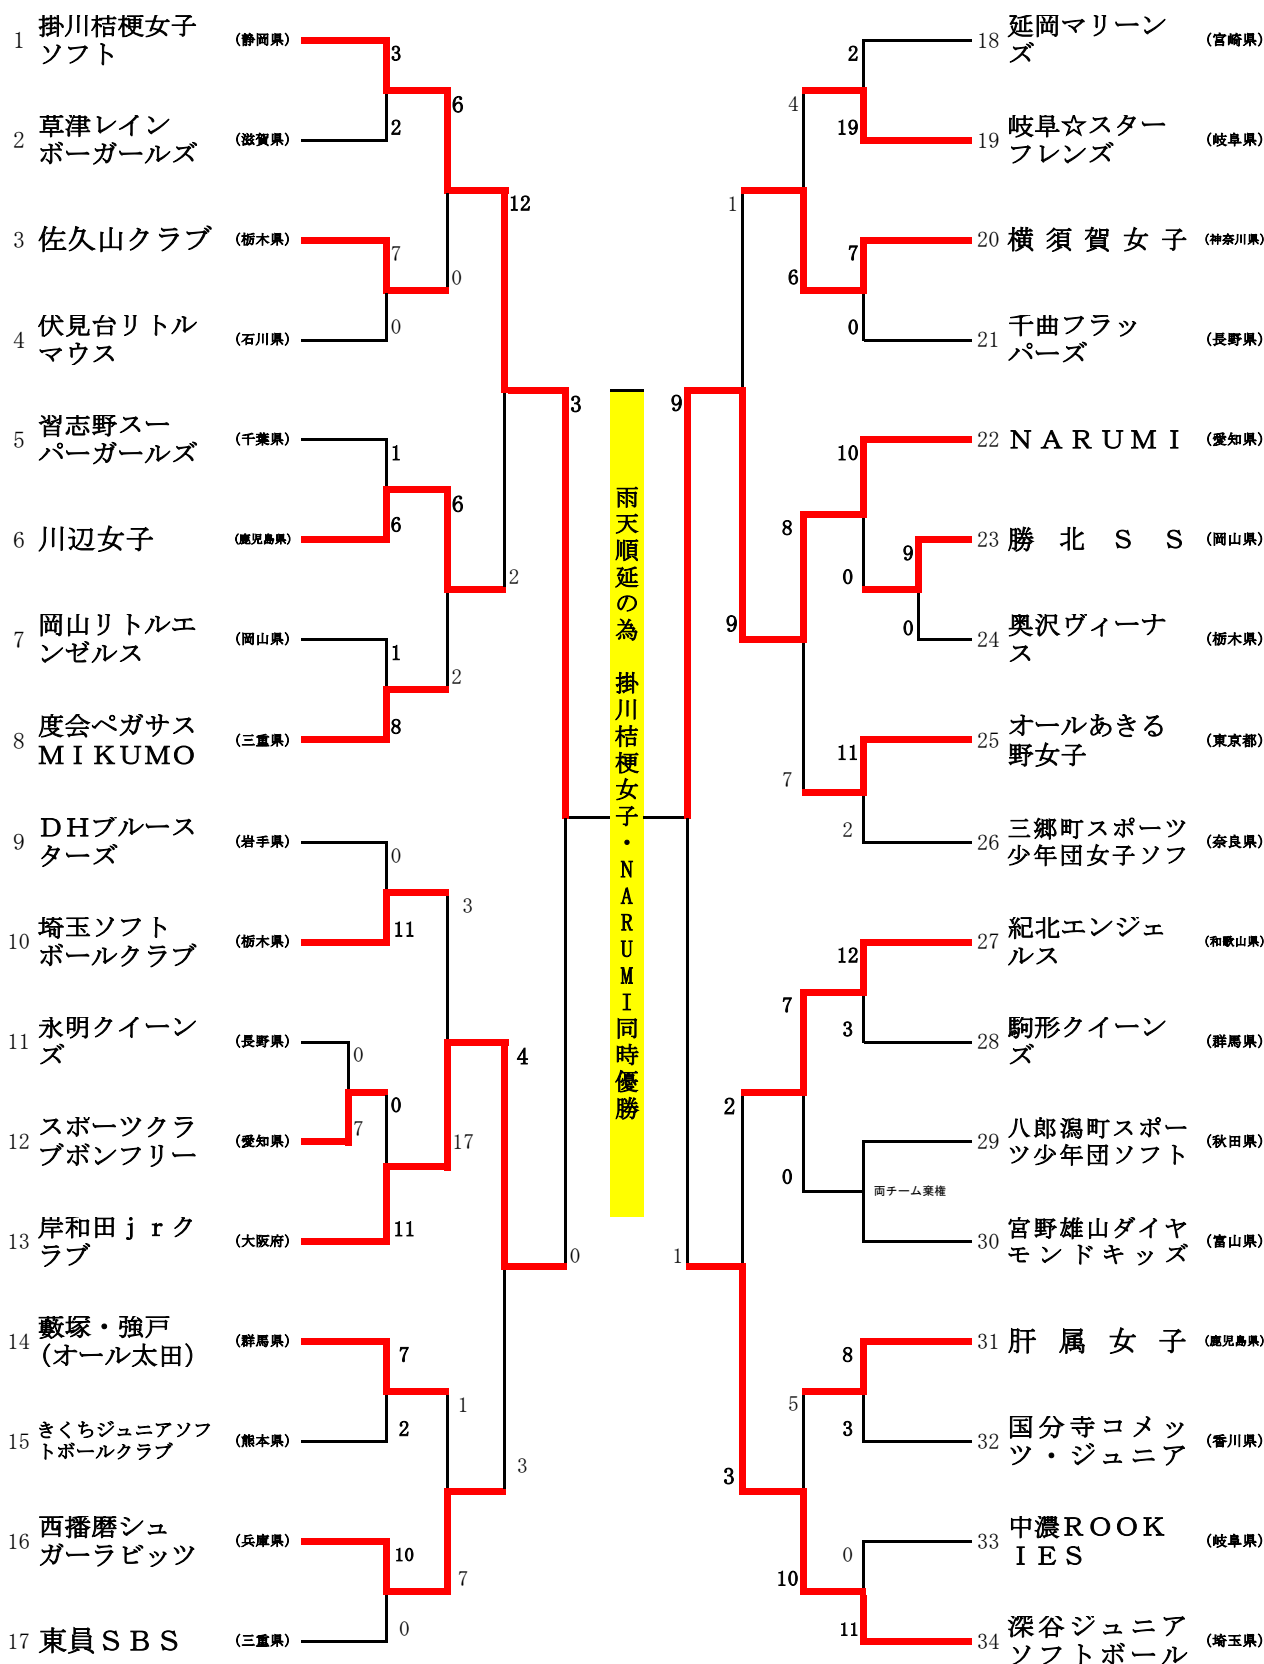 1 掛川桔梗女子
ソフト
(静岡県)
3
6
2
2 草津レイン
ボーガールズ
(滋賀県)
12
3 佐久山クラブ
(栃木県)
7
0
0
4 伏見台リトル
マウス
(石川県)
3
5 習志野スー
パーガールズ
(千葉県)
1
6
6
6 川辺女子
(鹿児島県)
2
7 岡山リトルエ
ンゼルス
(岡山県)
1
2
8
8 度会ペガサス
ＭＩＫＵＭＯ
(三重県)
9 ＤＨブルース
ターズ
(岩手県)
0
3
11
10 埼玉ソフト
ボールクラブ
(栃木県)
11 永明クイーン
ズ
(長野県)
0
4
0
7
17
12 スポーツクラ
ブボンフリー
(愛知県)
11
13 岸和田ｊｒク
ラブ
(大阪府)
0
14 藪塚・強戸
(オール太田)
(群馬県)
7
1
2
15 きくちジュニアソフ
トボールクラブ
(熊本県)
3
16 西播磨シュ
ガーラビッツ
(兵庫県)
10
7
0
17 東員ＳＢＳ
(三重県)
雨天順延の為　掛川桔梗女子・ＮＡＲＵＭＩ同時優勝
18 延岡マリーン
ズ
(宮崎県)
2
4
19
19 岐阜☆スター
フレンズ
(岐阜県)
1
20 横須賀女子
(神奈川県)
7
6
0
21 千曲フラッ
パーズ
(長野県)
9
22 ＮＡＲＵＭＩ
(愛知県)
10
8
23 勝北ＳＳ
(岡山県)
9
0
0
24 奥沢ヴィーナ
ス
(栃木県)
9
25 オールあきる
野女子
(東京都)
11
7
2
26 三郷町スポーツ
少年団女子ソフ
(奈良県)
27 紀北エンジェ
ルス
(和歌山県)
12
7
3
28 駒形クイーン
ズ
(群馬県)
2
29 八郎潟町スポー
ツ少年団ソフト
(秋田県)
0
両チーム棄権
30 宮野雄山ダイヤ
モンドキッズ
(富山県)
1
31 肝属女子
(鹿児島県)
8
5
3
32 国分寺コメッ
ツ・ジュニア
(香川県)
3
33 中濃ＲＯＯＫ
ＩＥＳ
(岐阜県)
0
10
11
34 深谷ジュニア
ソフトボール
(埼玉県)